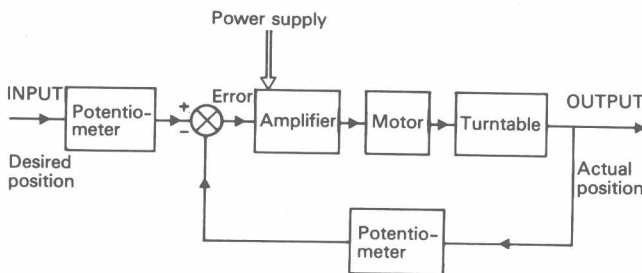 Power supply
INPUT
Potentio-
meter
+
−
Error
Amplifier
Motor
Turntable
OUTPUT
Desired
position
Actual
position
Potentio-
meter